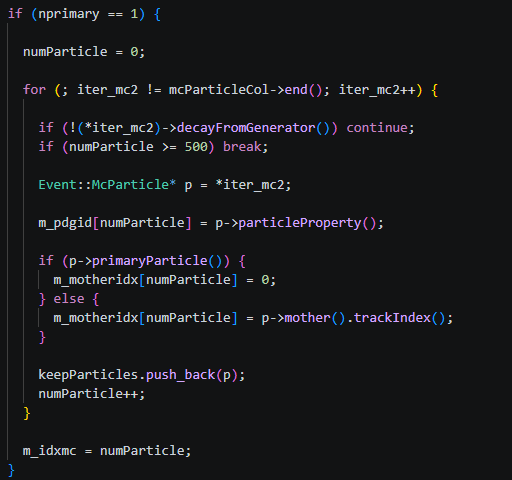 if (nprimary == 1) {
numParticle = 0;
for (; iter_mc2 != mcParticleCol->end(); iter_mc2++) {
if (!(*iter_mc2)->decayFromGenerator()) continue;
if (numParticle >= 500) break;
Event::McParticle* p = *iter_mc2;
m_pdgid[numParticle] = p->particleProperty();
if (p->primaryParticle()) {
m_motheridx[numParticle] = 0;
} else {
m_motheridx[numParticle] = p->mother().trackIndex();
}
keepParticles.push_back(p);
numParticle++;
}
m_idxmc = numParticle;
}